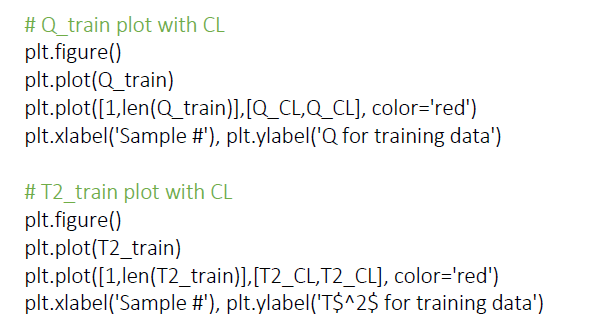 # Q_train plot with CL
plt.figure()
plt.plot(Q_train)
plt.plot([1,len(Q_train)],[Q_CL,Q_CL], color='red')
plt.xlabel('Sample #'), plt.ylabel('Q for training data')
# T2_train plot with CL
plt.figure()
plt.plot(T2_train)
plt.plot([1,len(T2_train)],[T2_CL,T2_CL], color='red')
plt.xlabel('Sample #'), plt.ylabel('T$^2$ for training data')